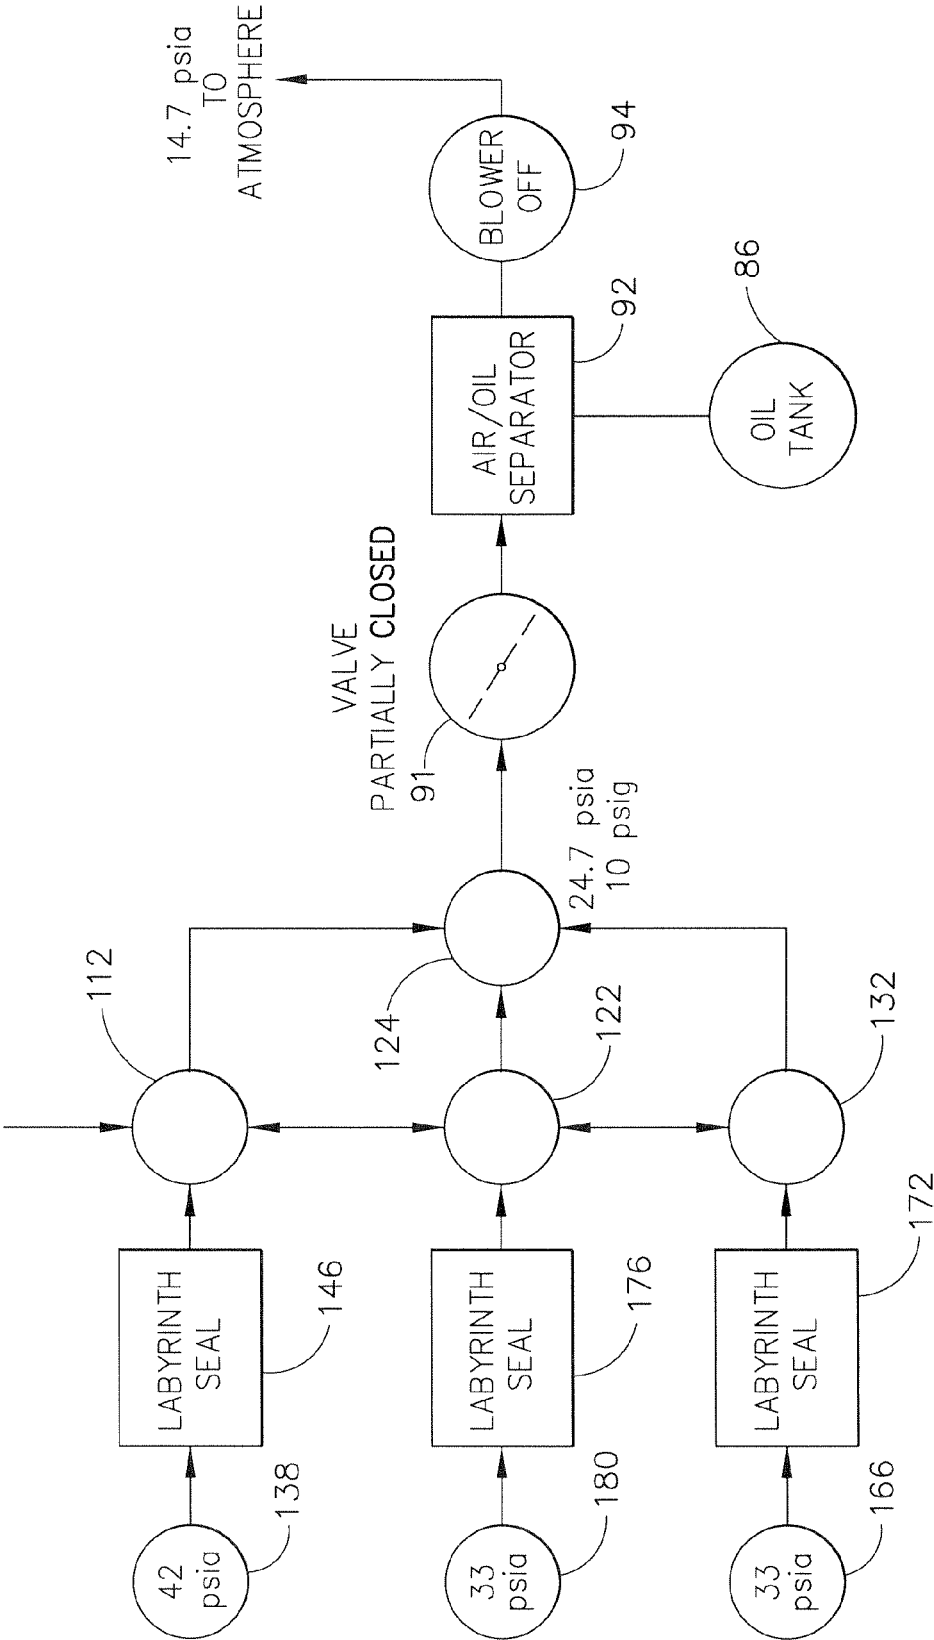 14.7 psia
TO
ATMOSPHERE
BLOWER
OFF
94
AIR/OIL
SEPARATOR
92
OIL
TANK
86
VALVE
PARTIALLY CLOSED
91
24.7 psia
10 psig
124
112
122
132
LABYRINTH
SEAL
146
LABYRINTH
SEAL
176
LABYRINTH
SEAL
172
42
psia
138
33
psia
180
33
psia
166